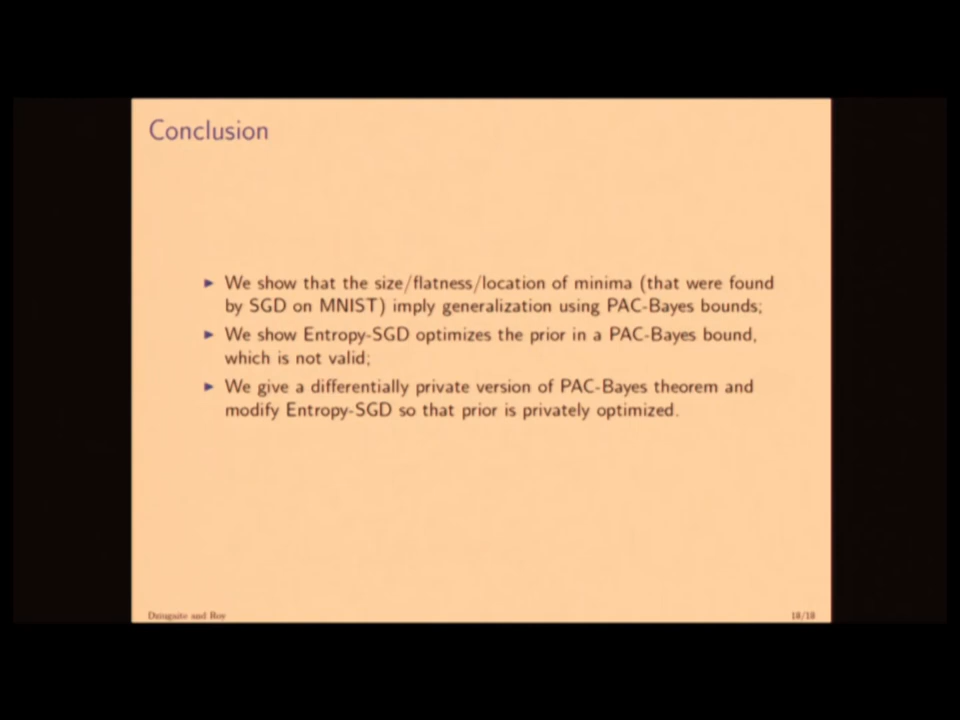 Conclusion
► We show that the size/flatness/location of minima (that were found
by SGD on MNIST) imply generalization using PAC-Bayes bounds;
► We show Entropy-SGD optimizes the prior in a PAC-Bayes bound,
which is not valid;
► We give a differentially private version of PAC-Bayes theorem and
modify Entropy-SGD so that prior is privately optimized.
and Roy
18/18